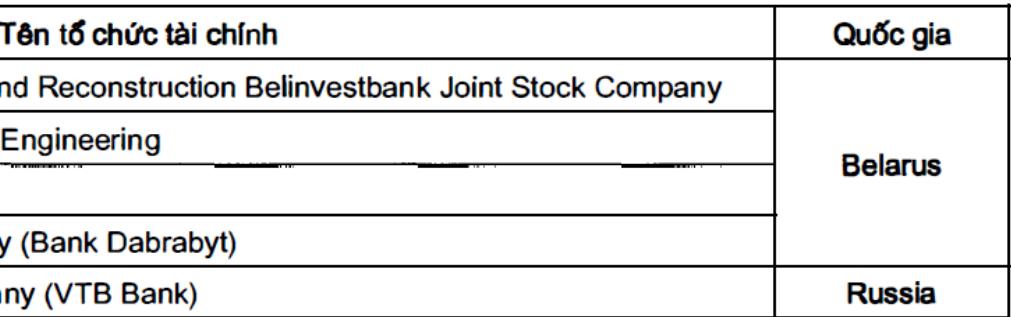 Tên tổ chức tài chính Quốc gia
nd Reconstruction Belinvestbank Joint Stock Company
Engineering
Belarus
y (Bank Dabrabyt)
ny (VTB Bank) Russia